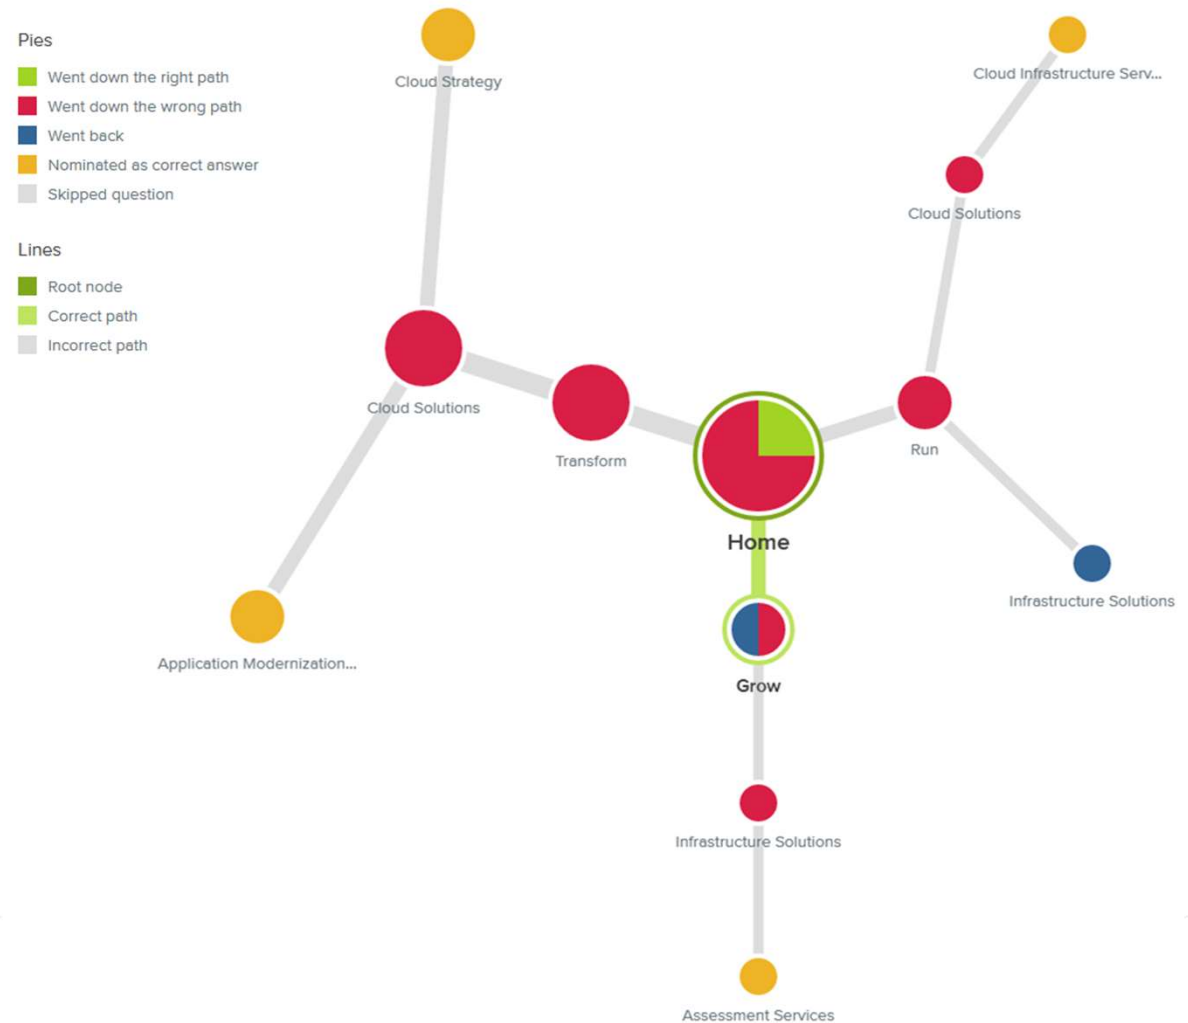 Pies
Went down the right path
Went down the wrong path
Went back
Nominated as correct answer
Skipped question
Lines
Root node
Correct path
Incorrect path
Cloud Strategy
Cloud Infrastructure Serv...
Cloud Solutions
Cloud Solutions
Transform
Run
Home
Infrastructure Solutions
Application Modernization...
Grow
Infrastructure Solutions
Assessment Services